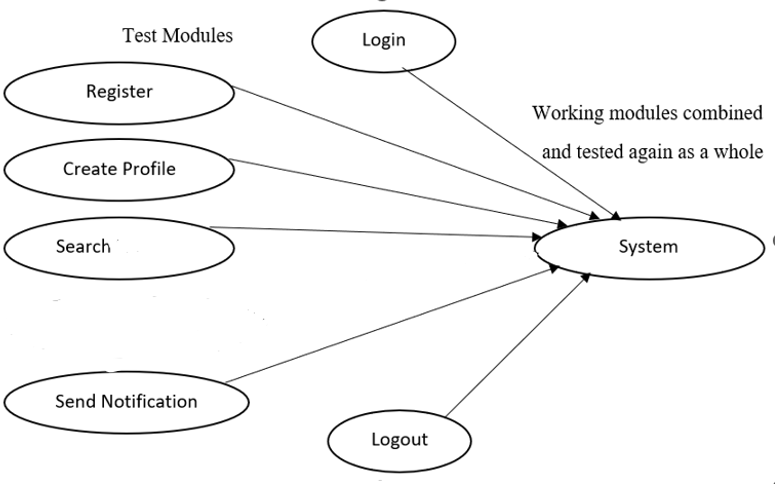 Login
Test Modules
Register
Working modules combined
and tested again as a whole
Create Profile
Search
System
Send Notification
Logout